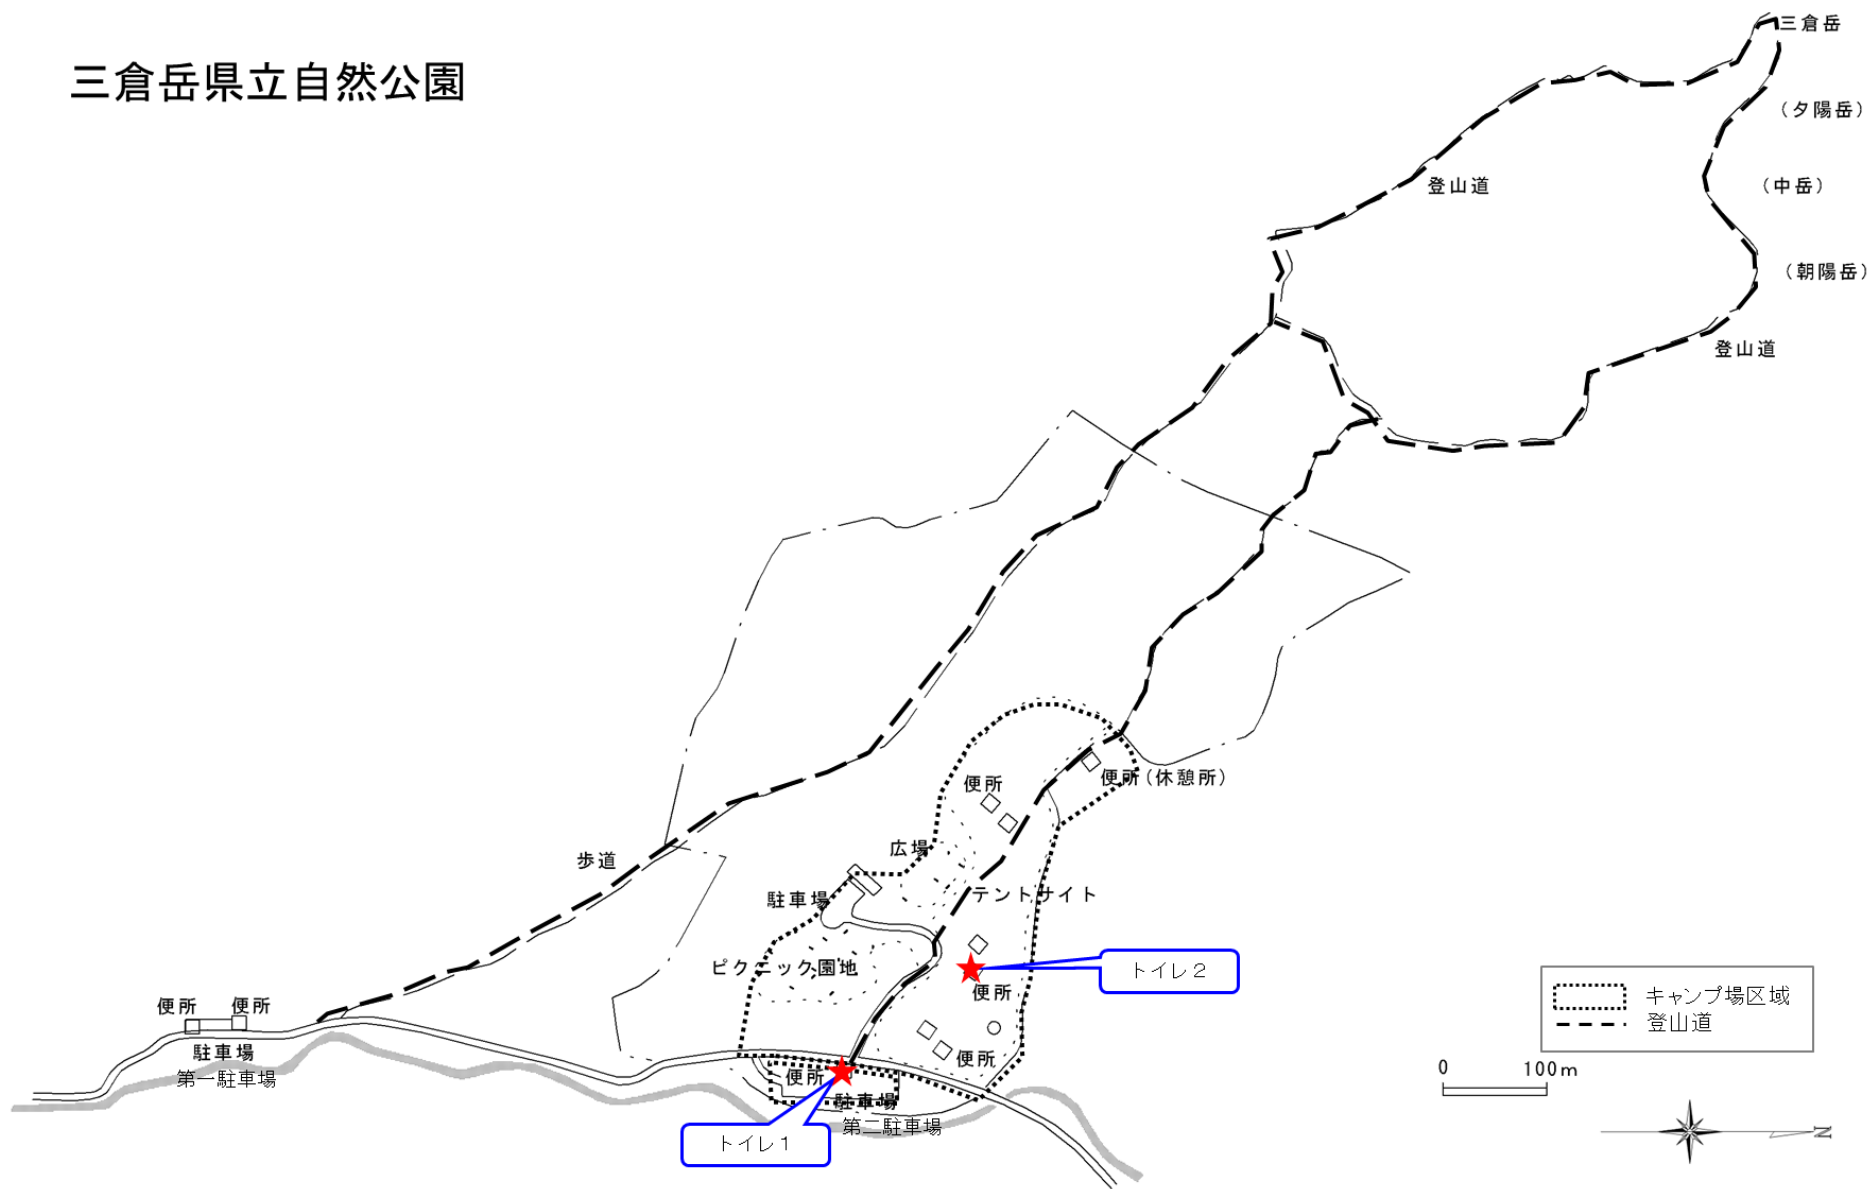 三倉岳
三倉岳県立自然公園
（夕陽岳）
登山道
（中岳）
（朝陽岳）
登山道
便所
便所（休憩所）
広場
歩道
駐車場
テントサイト
ピクニック園地
トイレ２
便所
便所 便所
駐車場
第一駐車場
便所
便所
駐車場
第二駐車場
トイレ１
キャンプ場区域
登山道
0 100m
N